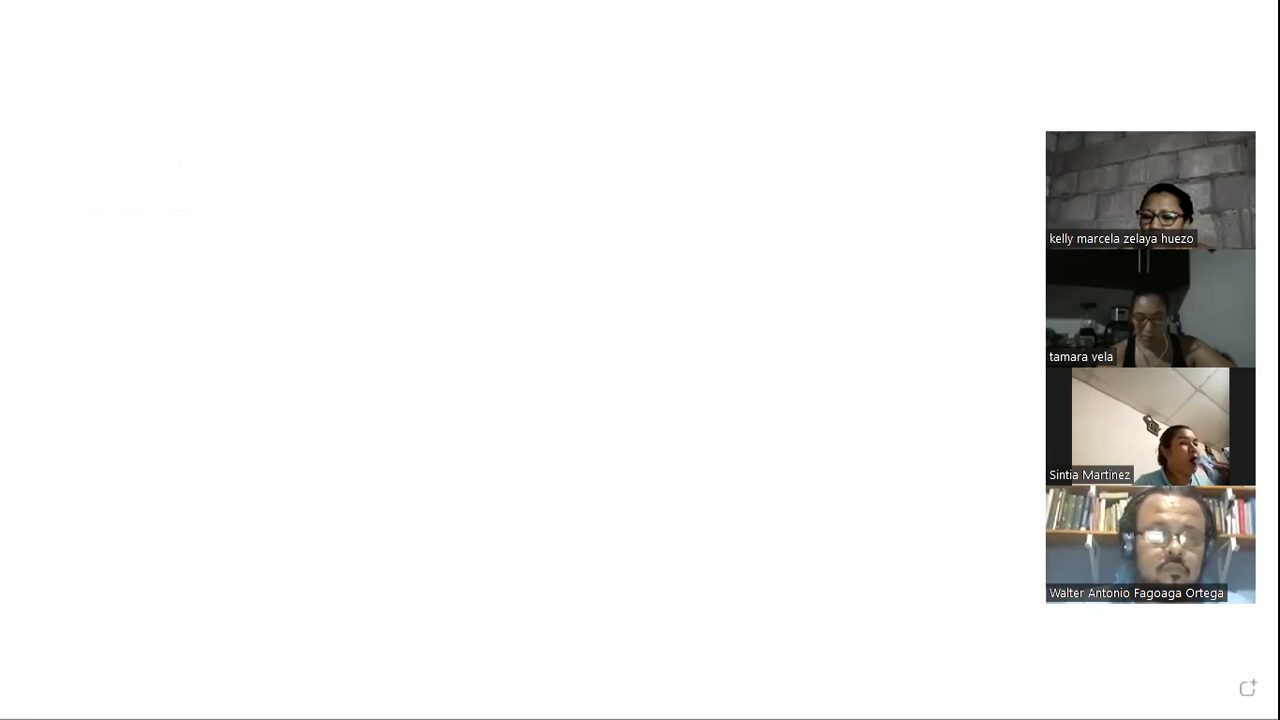 kelly marcela zelaya huezo
tamara vela
Sintia Martinez
Walter Antonio Fagoaga Ortega